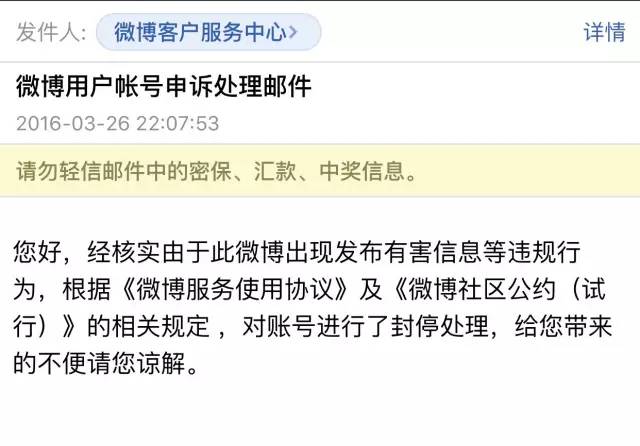 发件人: 微博客户服务中心> 详情
微博用户帐号申诉处理邮件
2016-03-26 22:07:53
请勿轻信邮件中的密保、汇款、中奖信息。
您好，经核实由于此微博出现发布有害信息等违规行
为，根据《微博服务使用协议》及《微博社区公约（试
行）》的相关规定 ，对账号进行了封停处理，给您带来
的不便请您谅解。